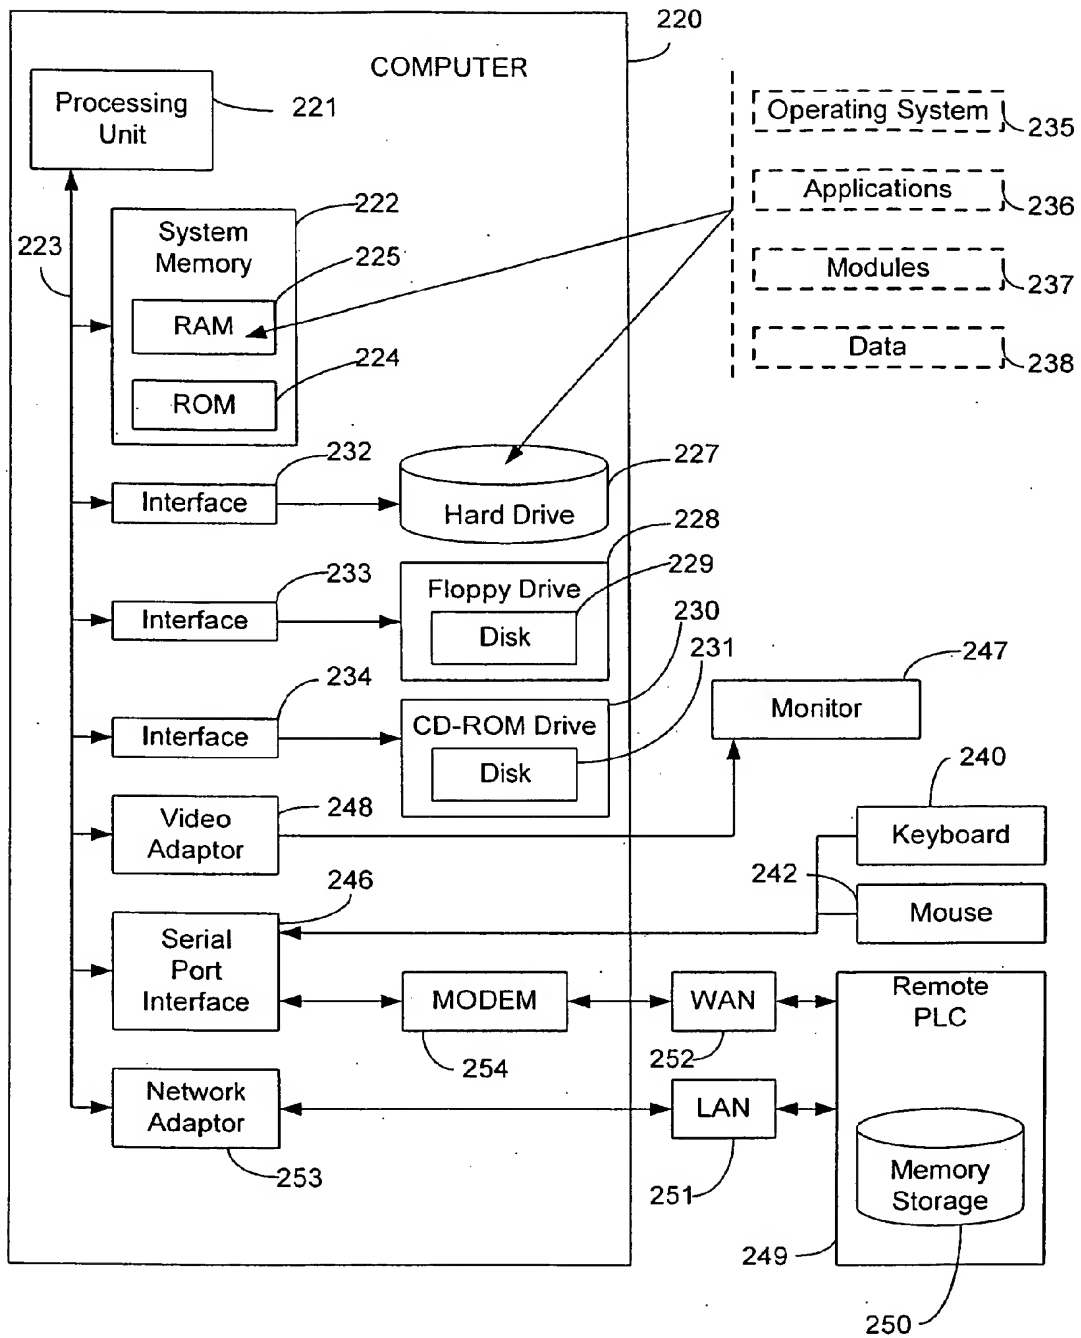 220
COMPUTER
Processing
Unit
221
Operating System
235
Applications
236
Modules
237
Data
238
222
223
System
Memory
225
RAM
224
ROM
232
Interface
227
Hard Drive
228
233
Interface
Floppy Drive
229
Disk
230
231
234
Interface
CD-ROM Drive
Disk
247
Monitor
248
Video
Adaptor
240
Keyboard
242
Mouse
246
Serial
Port
Interface
MODEM
254
WAN
252
Remote
PLC
Network
Adaptor
253
LAN
251
Memory
Storage
249
250